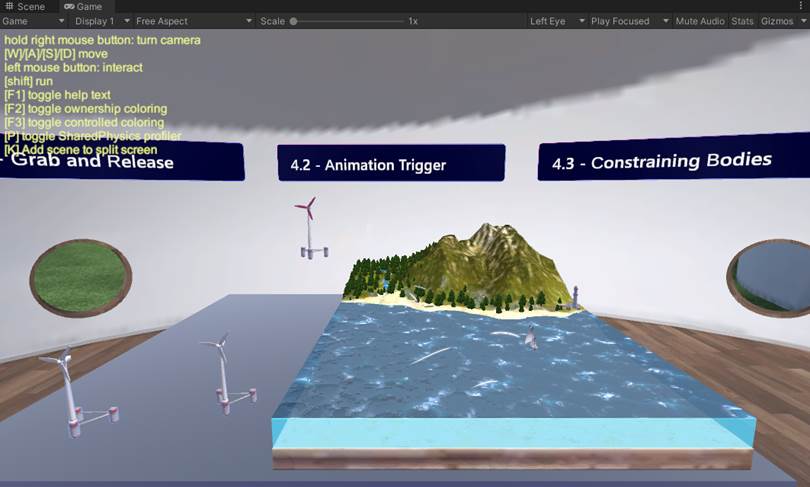 Scene Game
Game Display 1 Free Aspect Scale 1x Left Eye Play Focused Mute Audio Stats Gizmos
hold right mouse button: turn camera
[W]/[A]/[S]/[D] move
left mouse button: interact
[shift] run
[F1] toggle help text
[F2] toggle ownership coloring
[F3] toggle controlled coloring
[P] toggle SharedPhysics profiler
[K] Add scene to split screen
- Grab and Release
4.2 - Animation Trigger
4.3 - Constraining Bodies